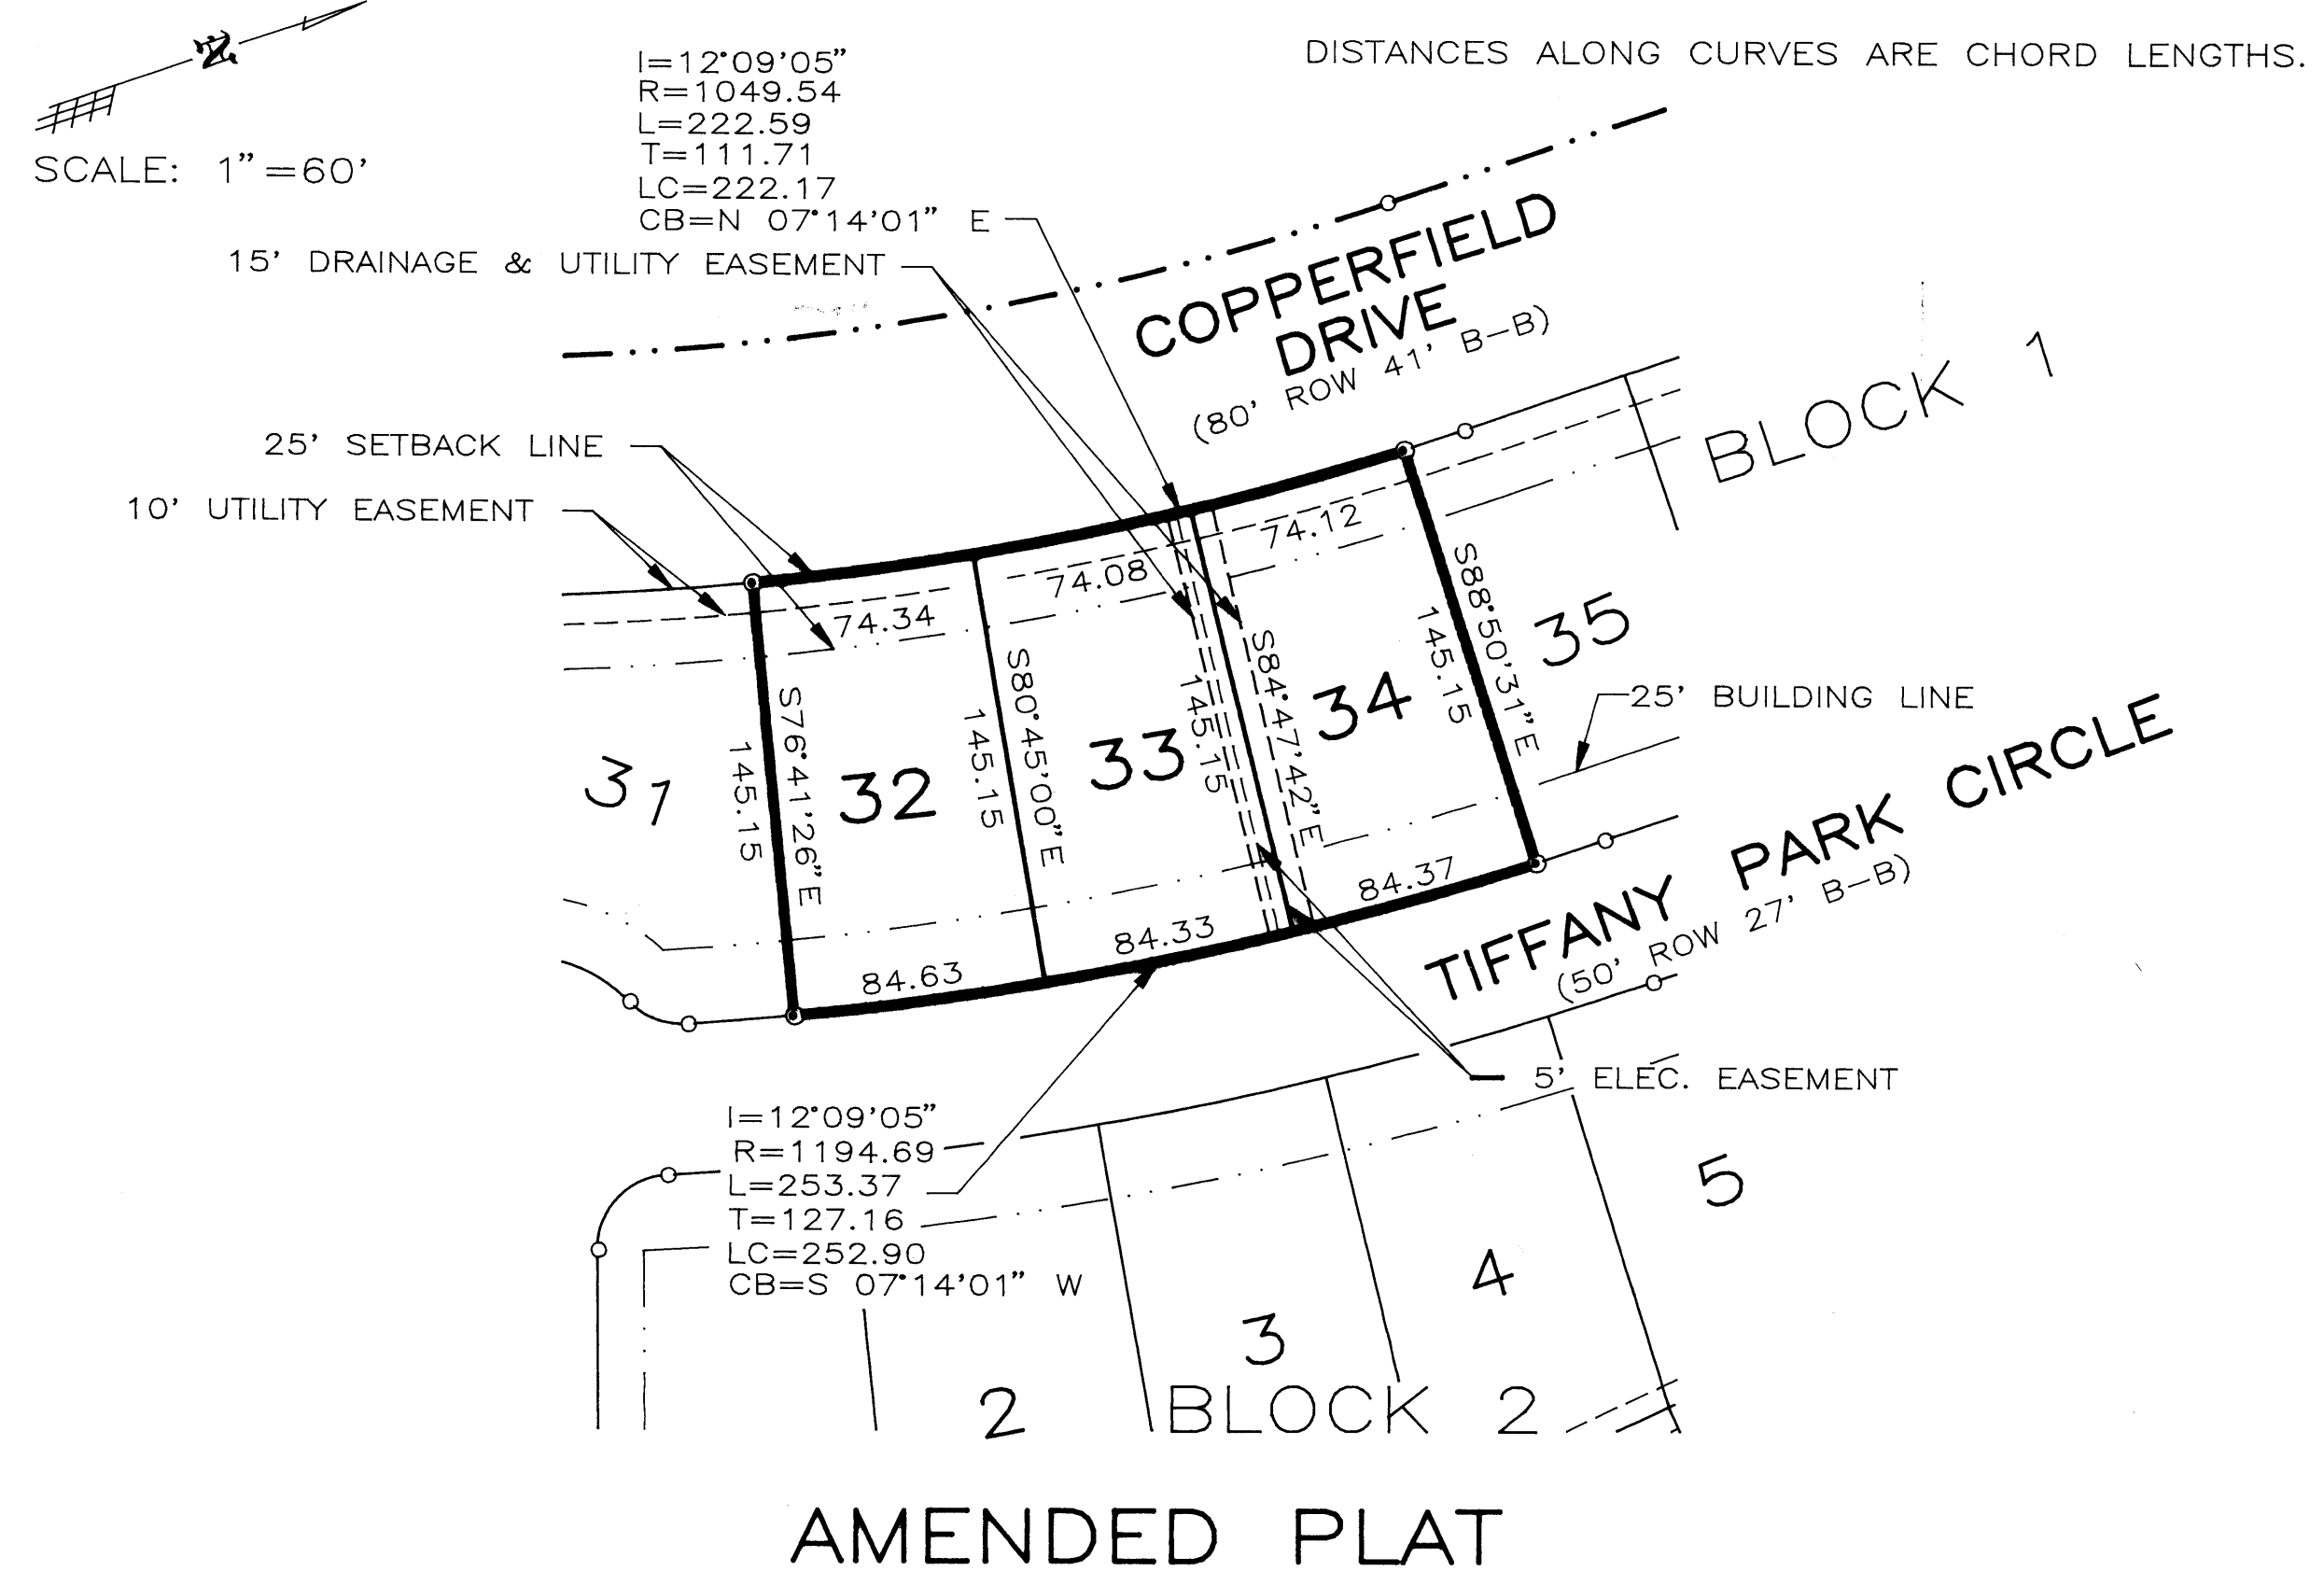 N
SCALE: 1"=60'
I=12°09'05"
R=1049.54
L=222.59
T=111.71
LC=222.17
CB=N 07°14'01" E
DISTANCES ALONG CURVES ARE CHORD LENGTHS.
15' DRAINAGE & UTILITY EASEMENT
COPPERFIELD
DRIVE
(80' ROW 41' B-B)
BLOCK 1
25' SETBACK LINE
10' UTILITY EASEMENT
74.34
74.08
74.12
31
145.15
S76°41'26"E
32
145.15
S80°45'00"E
33
145.15
S84°47'42"E
34
145.15
S88°50'31"E
35
25' BUILDING LINE
84.63
84.33
84.37
TIFFANY PARK CIRCLE
(50' ROW 27' B-B)
5' ELEC. EASEMENT
I=12°09'05"
R=1194.69
L=253.37
T=127.16
LC=252.90
CB=S 07°14'01" W
2
3
4
5
BLOCK 2
AMENDED PLAT